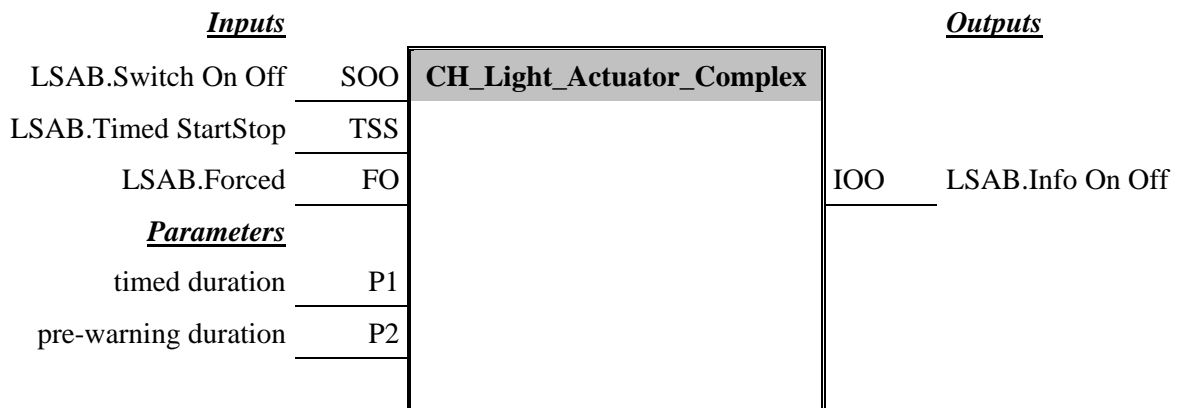 Inputs Outputs
LSAB.Switch On Off SOO CH_Light_Actuator_Complex
LSAB.Timed StartStop TSS
LSAB.Forced FO IOO LSAB.Info On Off
Parameters
timed duration P1
pre-warning duration P2